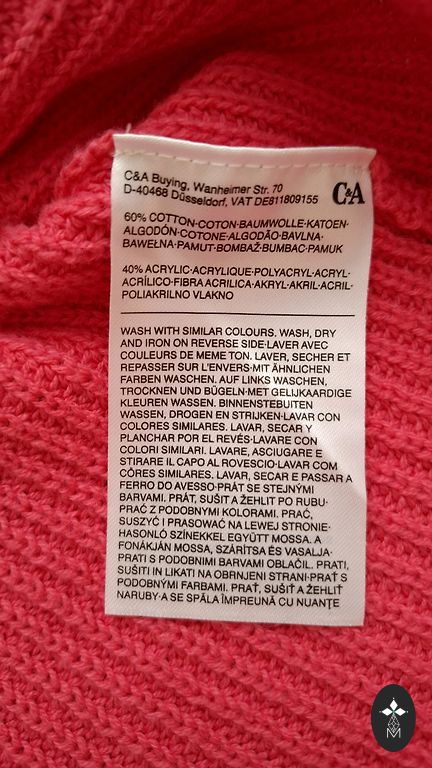 C&A Buying, Wanheimer Str. 70
D-40468 Düsseldorf, VAT DE811809155
C&A
60% COTTON·COTON·BAUMWOLLE·KATOEN·
ALGODÓN·COTONE·ALGODÃO·BAVLNA·
BAWEŁNA·PAMUT·BOMBAŽ·BUMBAC·PAMUK
40% ACRYLIC·ACRYLIQUE·POLYACRYL·ACRYL·
ACRÍLICO·FIBRA ACRILICA·AKRYL·AKRIL·ACRIL·
POLIAKRILNO VLAKNO
WASH WITH SIMILAR COLOURS. WASH, DRY
AND IRON ON REVERSE SIDE·LAVER AVEC
COULEURS DE MEME TON. LAVER, SECHER ET
REPASSER SUR L'ENVERS·MIT ÄHNLICHEN
FARBEN WASCHEN. AUF LINKS WASCHEN,
TROCKNEN UND BÜGELN·MET GELIJKAARDIGE
KLEUREN WASSEN. BINNENSTEBUITEN
WASSEN, DROGEN EN STRIJKEN·LAVAR CON
COLORES SIMILARES. LAVAR, SECAR Y
PLANCHAR POR EL REVÉS·LAVARE CON
COLORI SIMILARI. LAVARE, ASCIUGARE E
STIRARE IL CAPO AL ROVESCIO·LAVAR COM
CÔRES SIMILARES. LAVAR, SECAR E PASSAR A
FERRO DO AVESSO·PRÁT SE STEJNÝMI
BARVAMI. PRÁT, SUŠIT A ŽEHLIT PO RUBU·
PRAĆ Z PODOBNYMI KOLORAMI. PRAĆ,
SUSZYĆ I PRASOWAĆ NA LEWEJ STRONIE·
HASONLÓ SZÍNEKKEL EGYÜTT MOSSA. A
FONÁKJÁN MOSSA, SZÁRÍTSA ÉS VASALJA·
PRATI S PODOBNIMI BARVAMI OBLAČIL. PRATI,
SUŠITI IN LIKATI NA OBRNJENI STRANI·PRAŤ S
PODOBNÝMI FARBAMI. PRAŤ, SUŠIŤ A ŽEHLIŤ
NARUBY·A SE SPĂLA ÎMPREUNĂ CU NUANŢE
M